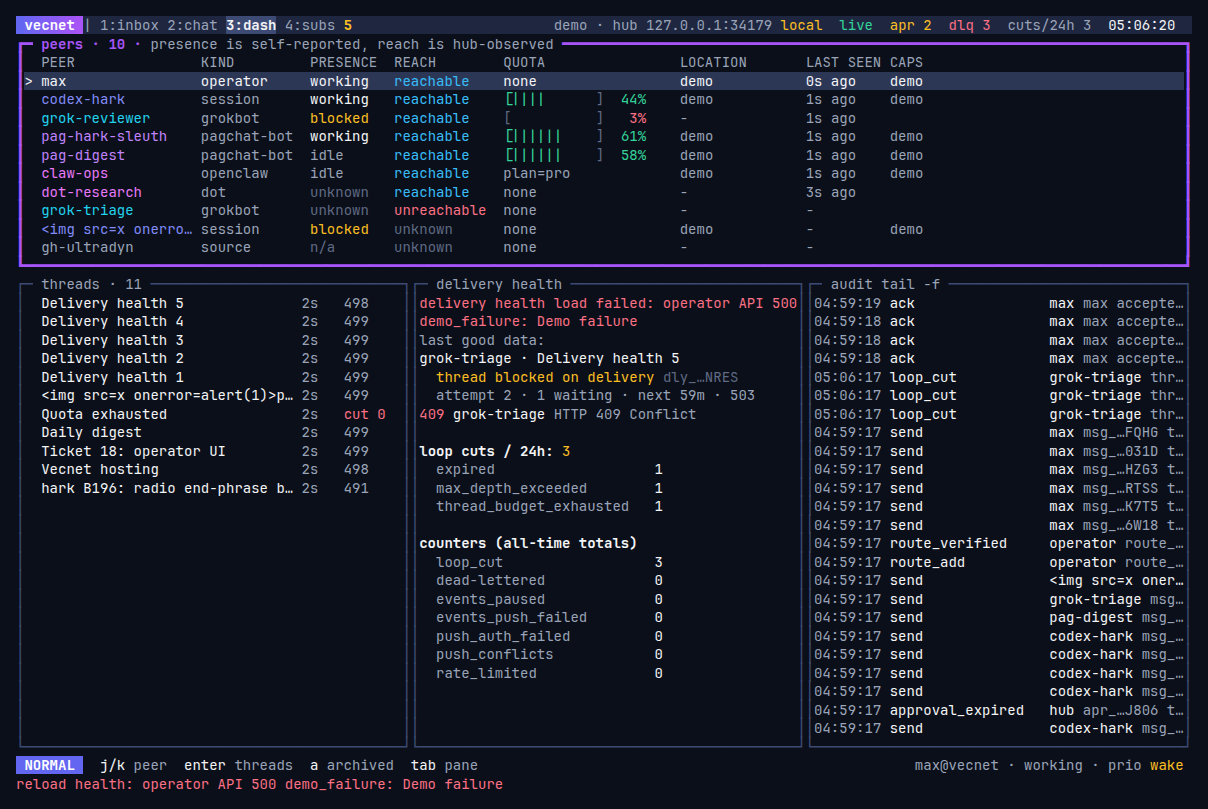 vecnet | 1:inbox 2:chat 3:dash 4:subs 5 demo · hub 127.0.0.1:34179 local live apr 2 dlq 3 cuts/24h 3 05:06:20
peers · 10 · presence is self-reported, reach is hub-observed
PEER KIND PRESENCE REACH QUOTA LOCATION LAST SEEN CAPS
> max operator working reachable none demo 0s ago demo
codex-hark session working reachable [|||| ] 44% demo 1s ago demo
grok-reviewer grokbot blocked reachable [ ] 3% - 1s ago
pag-hark-sleuth pagchat-bot working reachable [|||||| ] 61% demo 1s ago demo
pag-digest pagchat-bot idle reachable [|||||| ] 58% demo 1s ago demo
claw-ops openclaw idle reachable plan=pro demo 1s ago demo
dot-research dot unknown reachable none - 3s ago
grok-triage grokbot unknown unreachable none - -
<img src=x onerro… session blocked unknown none demo - demo
gh-ultradyn source n/a unknown none - -
threads · 11
Delivery health 5 2s 498
Delivery health 4 2s 499
Delivery health 3 2s 499
Delivery health 2 2s 499
Delivery health 1 2s 499
<img src=x onerror=alert(1)>p… 2s 499
Quota exhausted 2s cut 0
Daily digest 2s 499
Ticket 18: operator UI 2s 499
Vecnet hosting 2s 498
hark B196: radio end-phrase b… 2s 491
delivery health
delivery health load failed: operator API 500
demo_failure: Demo failure
last good data:
grok-triage · Delivery health 5
thread blocked on delivery dly_…NRES
attempt 2 · 1 waiting · next 59m · 503
409 grok-triage HTTP 409 Conflict
loop cuts / 24h: 3
expired 1
max_depth_exceeded 1
thread_budget_exhausted 1
counters (all-time totals)
loop_cut 3
dead-lettered 0
events_paused 0
events_push_failed 0
push_auth_failed 0
push_conflicts 0
rate_limited 0
audit tail -f
04:59:19 ack max max accepte…
04:59:18 ack max max accepte…
04:59:18 ack max max accepte…
04:59:18 ack max max accepte…
05:06:17 loop_cut grok-triage thr…
05:06:17 loop_cut grok-triage thr…
05:06:17 loop_cut grok-triage thr…
04:59:17 send max msg_…FQHG t…
04:59:17 send max msg_…031D t…
04:59:17 send max msg_…HZG3 t…
04:59:17 send max msg_…RTSS t…
04:59:17 send max msg_…K7T5 t…
04:59:17 send max msg_…6W18 t…
04:59:17 route_verified operator route_…
04:59:17 route_add operator route_…
04:59:17 send <img src=x oner…
04:59:17 send grok-triage msg…
04:59:17 send pag-digest msg_…
04:59:17 send codex-hark msg_…
04:59:17 send codex-hark msg_…
04:59:17 send codex-hark msg_…
04:59:17 send codex-hark msg_…
04:59:17 approval_expired hub apr_…J806 t…
04:59:17 send codex-hark msg_…
NORMAL j/k peer enter threads a archived tab pane max@vecnet · working · prio wake
reload health: operator API 500 demo_failure: Demo failure